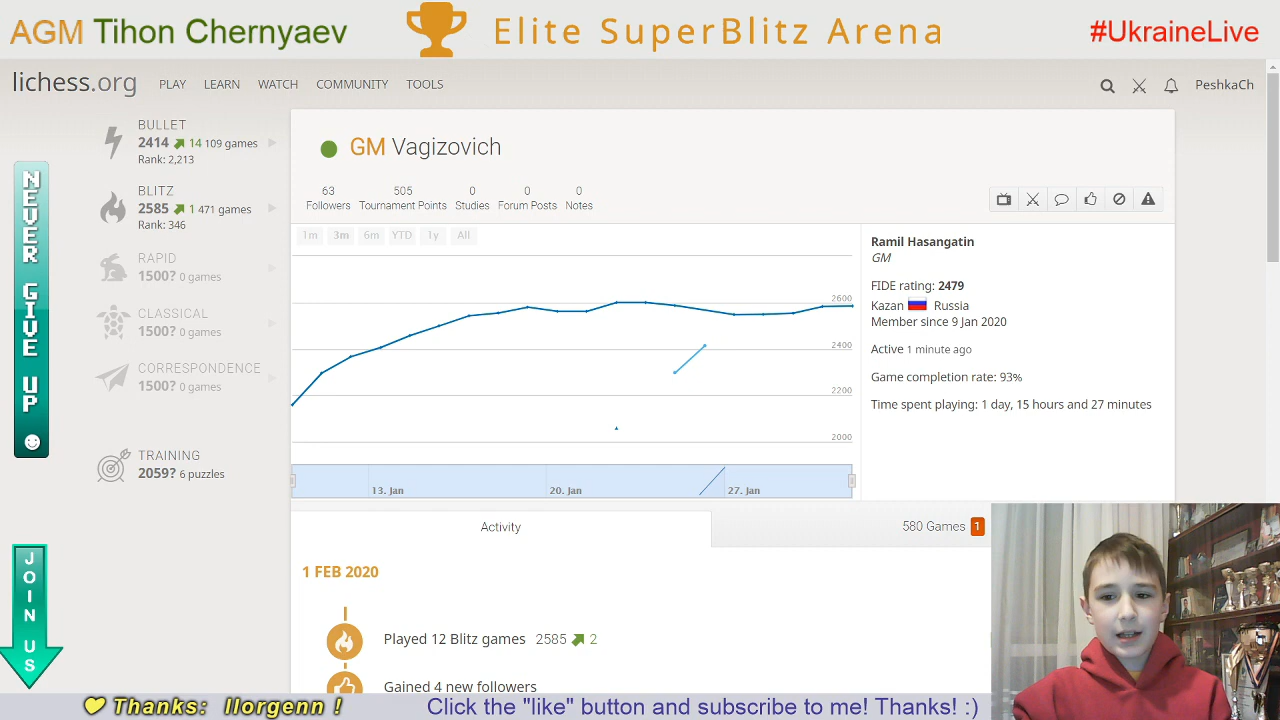 AGM Tihon Chernyaev
Elite SuperBlitz Arena
#UkraineLive
lichess.org
PLAY
LEARN
WATCH
COMMUNITY
TOOLS
PeshkaCh
NEVER GIVE UP
JOIN US
BULLET
2414 14 109 games
Rank: 2,213
BLITZ
2585 1 471 games
Rank: 346
RAPID
1500? 0 games
CLASSICAL
1500? 0 games
CORRESPONDENCE
1500? 0 games
TRAINING
2059? 6 puzzles
GM Vagizovich
63
Followers
505
Tournament Points
0
Studies
0
Forum Posts
0
Notes
1m
3m
6m
YTD
1y
All
2600
2400
2200
2000
13. Jan
20. Jan
27. Jan
Ramil Hasangatin
GM
FIDE rating: 2479
Kazan Russia
Member since 9 Jan 2020
Active 1 minute ago
Game completion rate: 93%
Time spent playing: 1 day, 15 hours and 27 minutes
Activity
580 Games 1
1 FEB 2020
Played 12 Blitz games 2585 2
Gained 4 new followers
Thanks: llorgenn !
Click the "like" button and subscribe to me! Thanks! :)